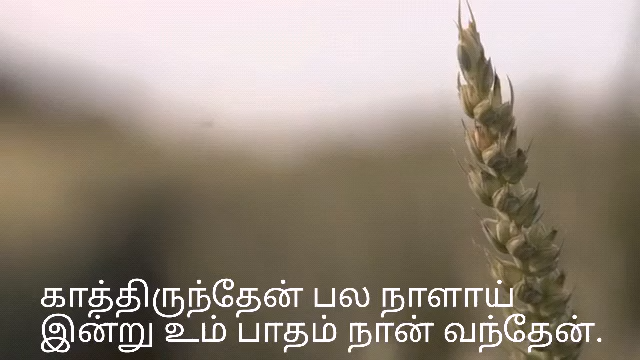 காத்திருந்தேன் பல நாளாய்
இன்று உம் பாதம் நான் வந்தேன்.